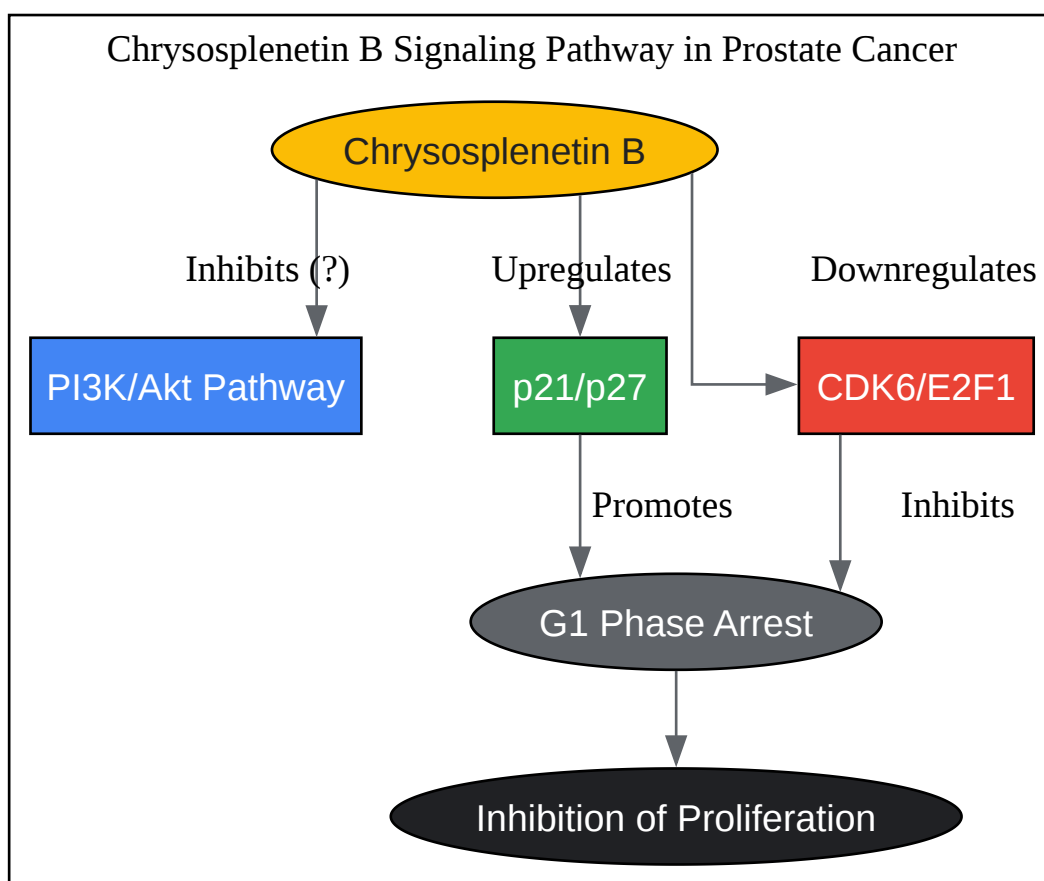 Chrysosplenetin B Signaling Pathway in Prostate Cancer
Chrysosplenetin B
Inhibits (?)
Upregulates
Downregulates
PI3K/Akt Pathway
p21/p27
CDK6/E2F1
Promotes
Inhibits
G1 Phase Arrest
Inhibition of Proliferation